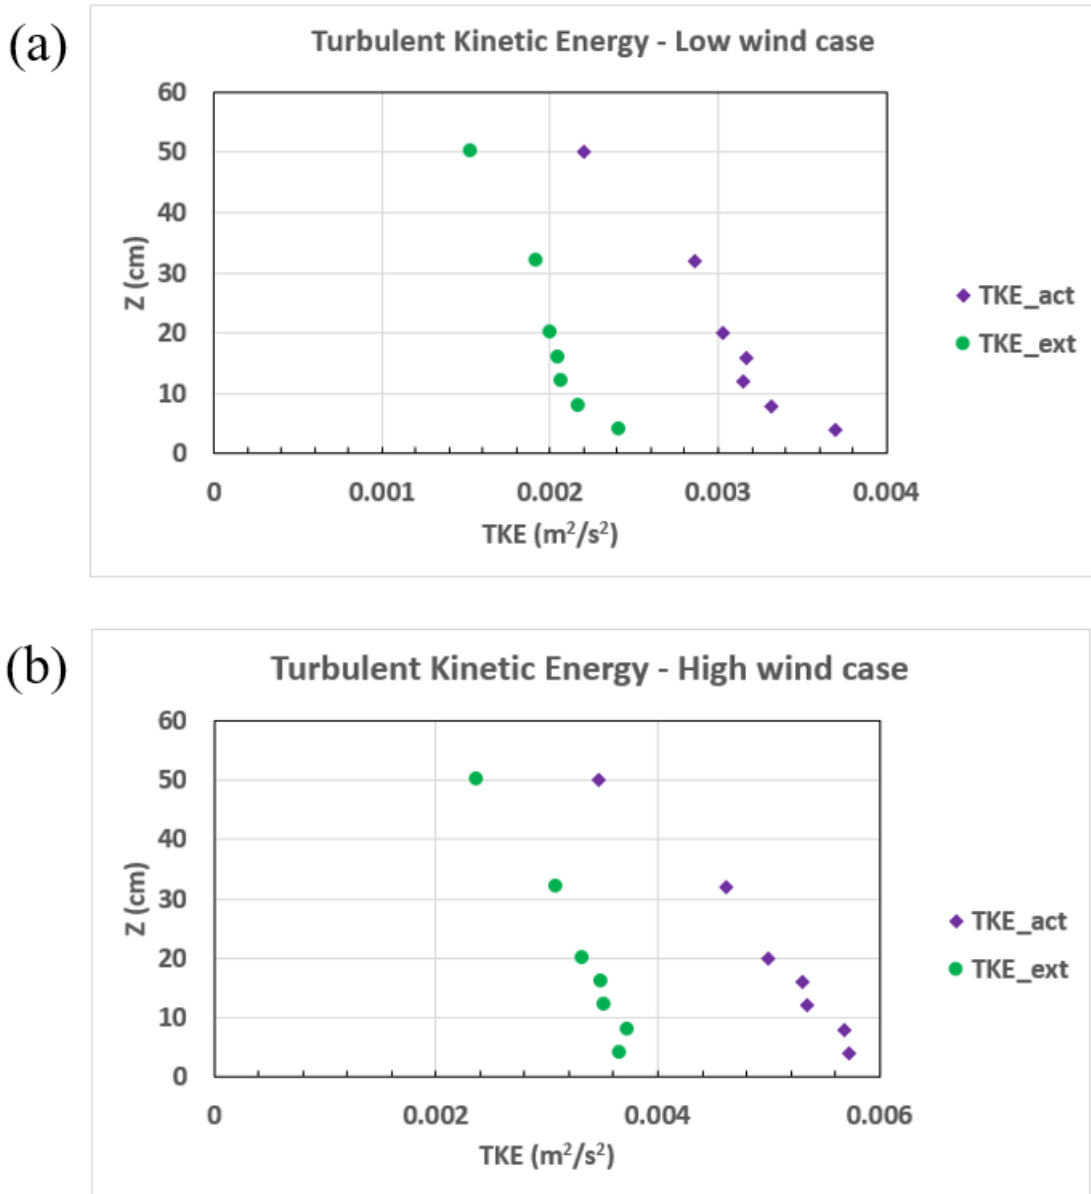 (a)
Turbulent Kinetic Energy - Low wind case
60
50
40
30
20
10
0
Z (cm)
0 0.001 0.002 0.003 0.004
TKE (m²/s²)
TKE_act
TKE_ext
(b)
Turbulent Kinetic Energy - High wind case
60
50
40
30
20
10
0
Z (cm)
0 0.002 0.004 0.006
TKE (m²/s²)
TKE_act
TKE_ext